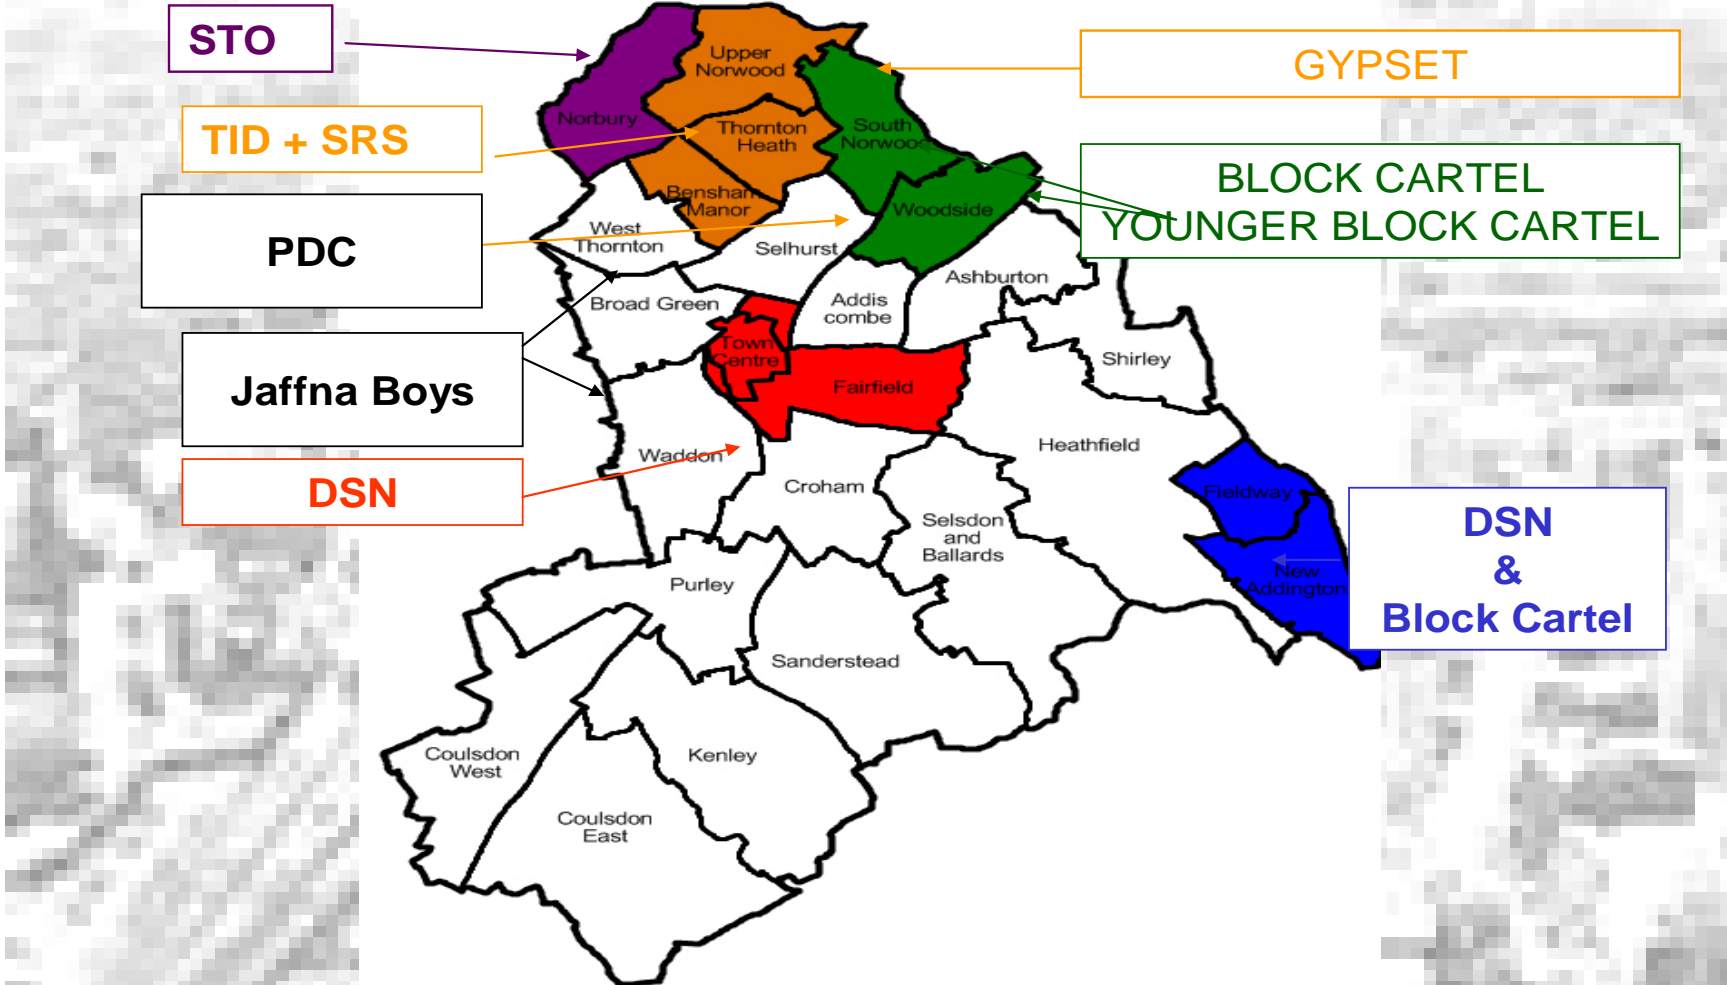 STO
TID + SRS
PDC
Jaffna Boys
DSN
GYPSET
BLOCK CARTEL
YOUNGER BLOCK CARTEL
DSN
&
Block Cartel
Upper
Norwood
Norbury
Thornton
Heath
South
Norwood
Bensham
Manor
Woodside
West
Thornton
Selhurst
Ashburton
Broad Green
Addis
combe
Town
Centre
Shirley
Fairfield
Heathfield
Waddon
Croham
Fieldway
Selsdon
and
Ballards
New
Addington
Purley
Sanderstead
Coulsdon
West
Kenley
Coulsdon
East